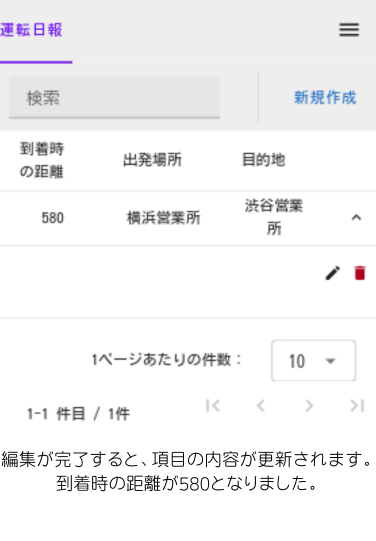 運転日報
検索
新規作成
到着時
の距離
出発場所
目的地
580
横浜営業所
渋谷営業
所
1ページあたりの件数：
10
1-1 件目 / 1件
編集が完了すると、項目の内容が更新されます。
到着時の距離が580となりました。